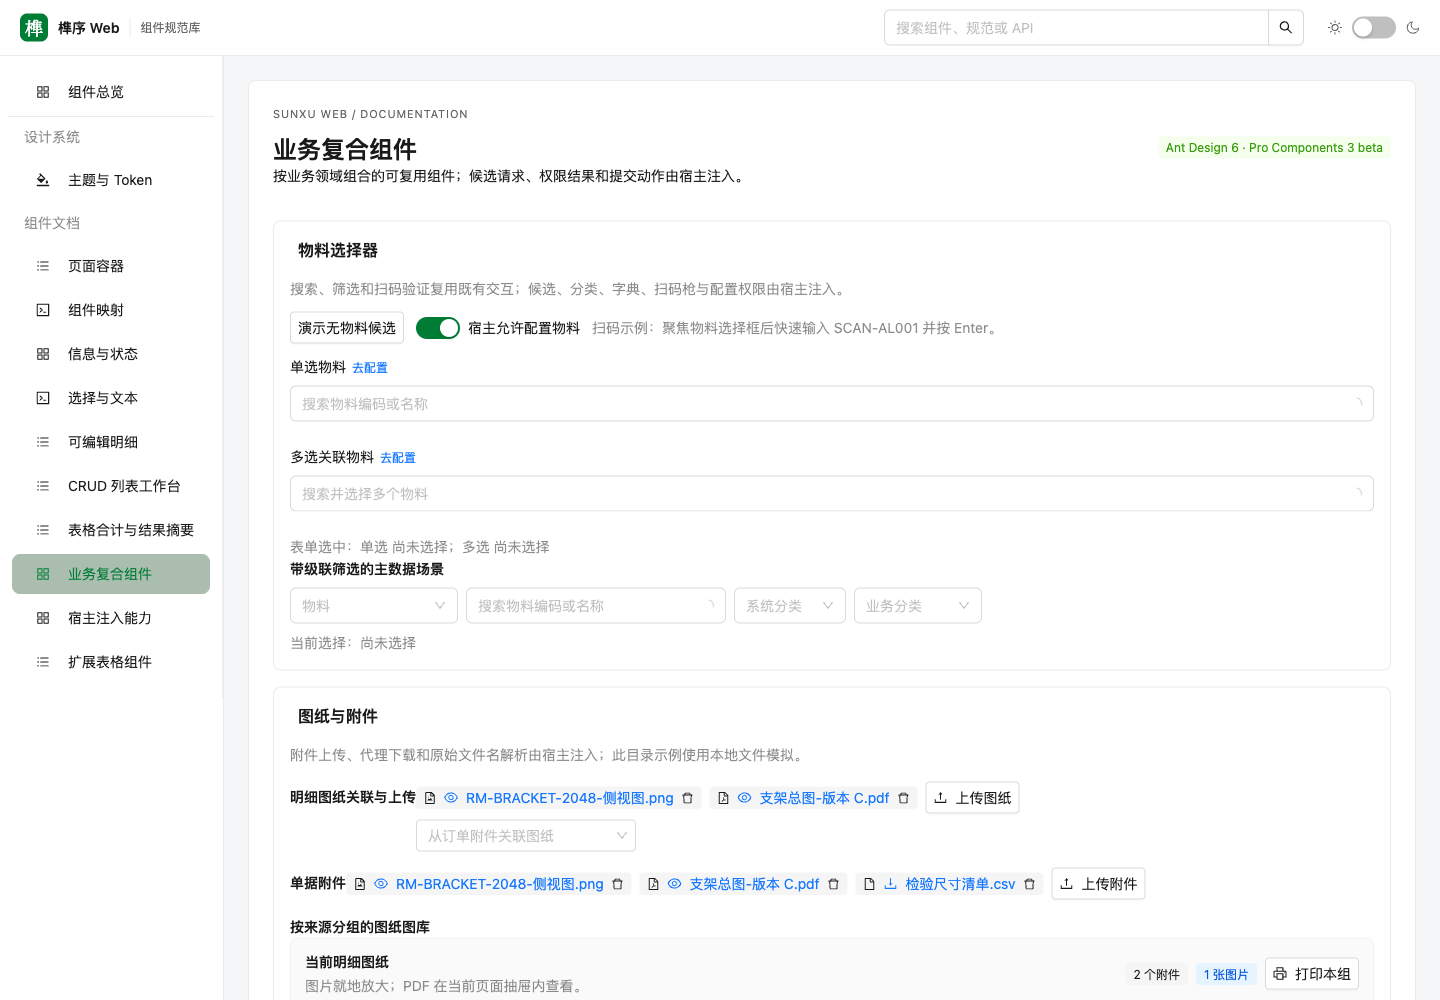 榫 榫序 Web 组件规范库 搜索组件、规范或 API
组件总览
设计系统
主题与 Token
组件文档
页面容器
组件映射
信息与状态
选择与文本
可编辑明细
CRUD 列表工作台
表格合计与结果摘要
业务复合组件
宿主注入能力
扩展表格组件
SUNXU WEB / DOCUMENTATION
业务复合组件
Ant Design 6 · Pro Components 3 beta
按业务领域组合的可复用组件；候选请求、权限结果和提交动作由宿主注入。
物料选择器
搜索、筛选和扫码验证复用既有交互；候选、分类、字典、扫码枪与配置权限由宿主注入。
演示无物料候选 宿主允许配置物料 扫码示例：聚焦物料选择框后快速输入 SCAN-AL001 并按 Enter。
单选物料 去配置
搜索物料编码或名称
多选关联物料 去配置
搜索并选择多个物料
表单选中：单选 尚未选择；多选 尚未选择
带级联筛选的主数据场景
物料 搜索物料编码或名称 系统分类 业务分类
当前选择：尚未选择
图纸与附件
附件上传、代理下载和原始文件名解析由宿主注入；此目录示例使用本地文件模拟。
明细图纸关联与上传 RM-BRACKET-2048-侧视图.png 支架总图-版本 C.pdf 上传图纸
从订单附件关联图纸
单据附件 RM-BRACKET-2048-侧视图.png 支架总图-版本 C.pdf 检验尺寸清单.csv 上传附件
按来源分组的图纸图库
当前明细图纸
图片就地放大；PDF 在当前页面抽屉内查看。
2 个附件 1 张图片 打印本组